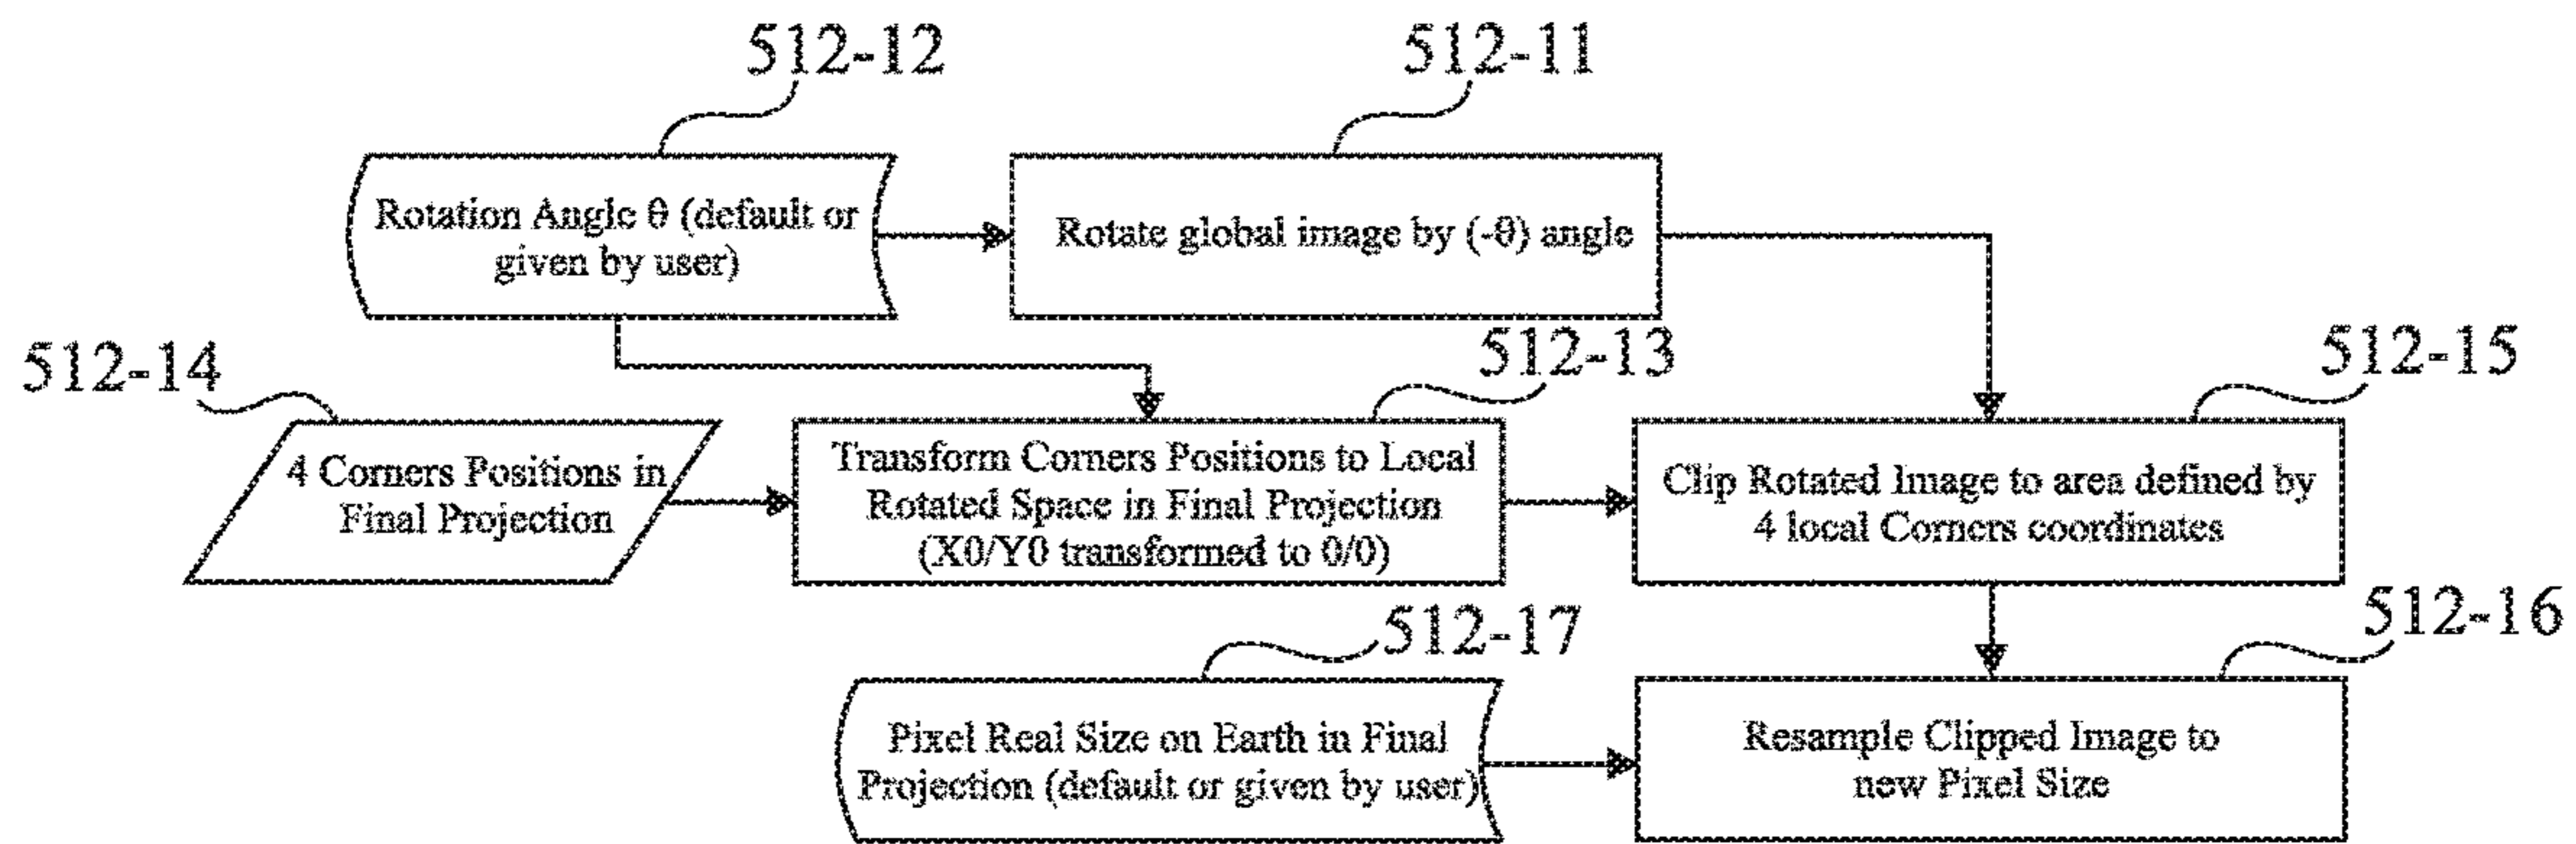 512-12
512-11
Rotation Angle θ (default or
given by user)
Rotate global image by (-θ) angle
512-14
512-13
512-15
4 Corners Positions in
Final Projection
Transform Corners Positions to Local
Rotated Space in Final Projection
(X0/Y0 transformed to 0/0)
Clip Rotated Image to area defined by
4 local Corners coordinates
512-17
512-16
Pixel Real Size on Earth in Final
Projection (default or given by user)
Resample Clipped Image to
new Pixel Size